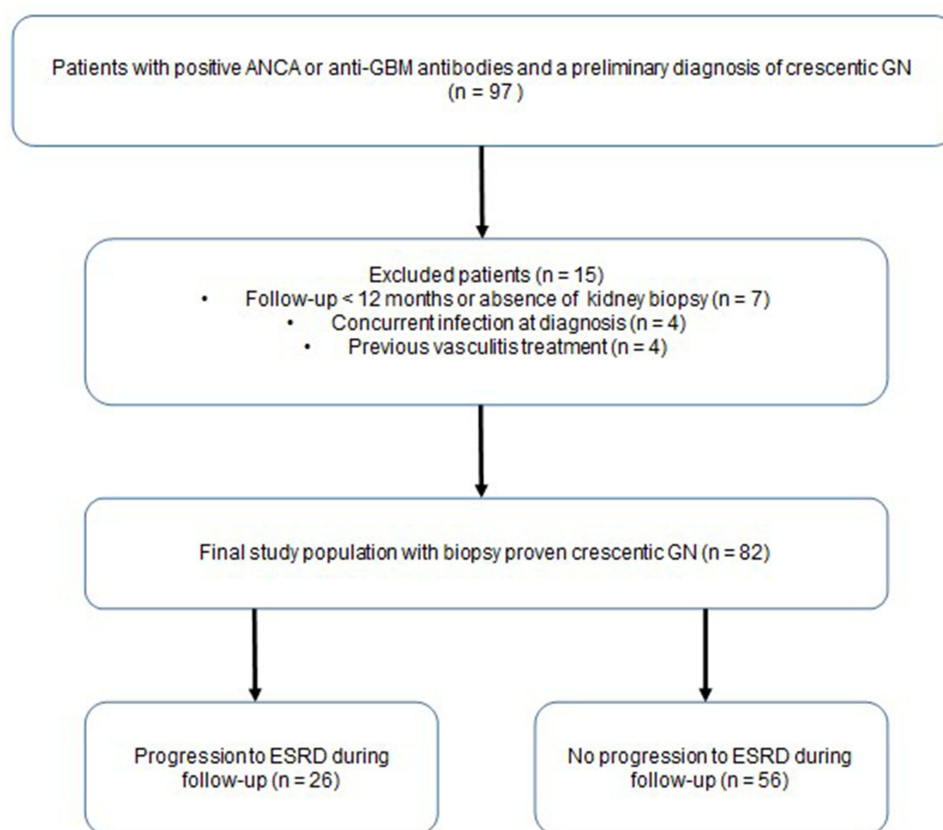 Patients with positive ANCA or anti-GBM antibodies and a preliminary diagnosis of crescentic GN
(n = 97 )
Excluded patients (n = 15)
• Follow-up < 12 months or absence of kidney biopsy (n = 7)
• Concurrent infection at diagnosis (n = 4)
• Previous vasculitis treatment (n = 4)
Final study population with biopsy proven crescentic GN (n = 82)
Progression to ESRD during
follow-up (n = 26)
No progression to ESRD during
follow-up (n = 56)